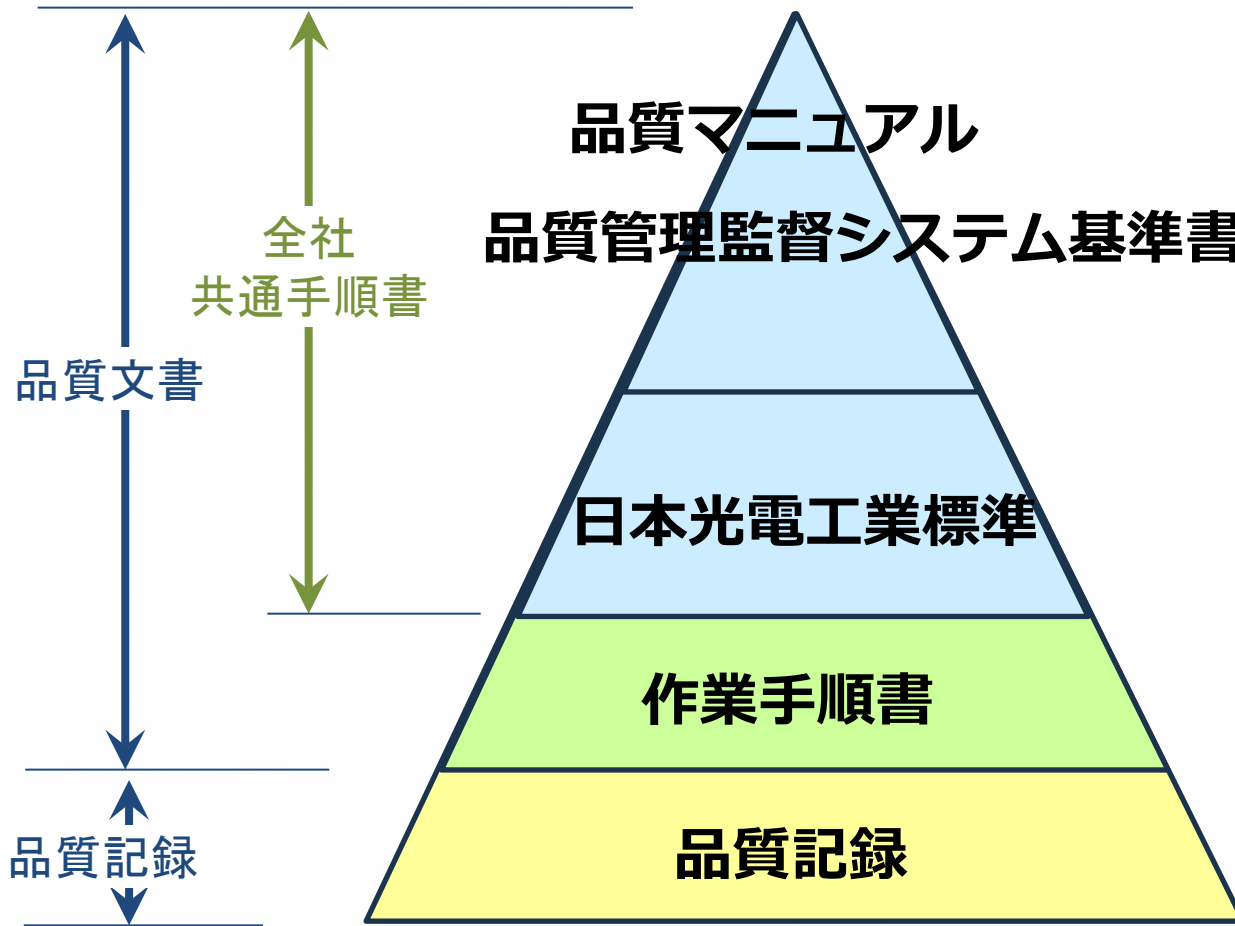 品質マニュアル
品質管理監督システム基準書
全社
共通手順書
品質文書
日本光電工業標準
作業手順書
品質記録
品質記録